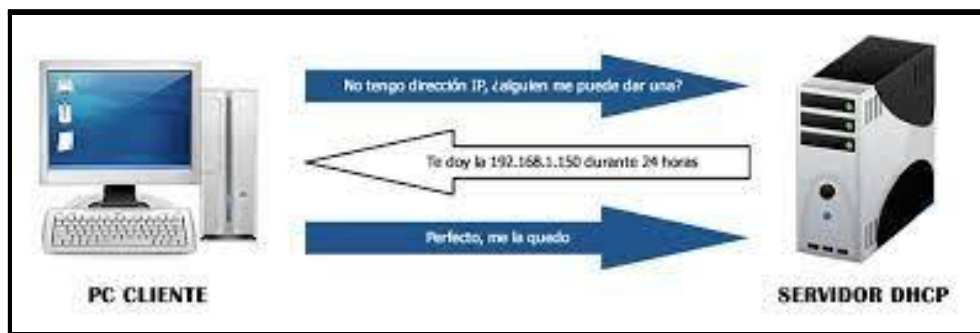 No tengo dirección IP, ¿alguien me puede dar una?
Te doy la 192.168.1.150 durante 24 horas
Perfecto, me la quedo
PC CLIENTE
SERVIDOR DHCP